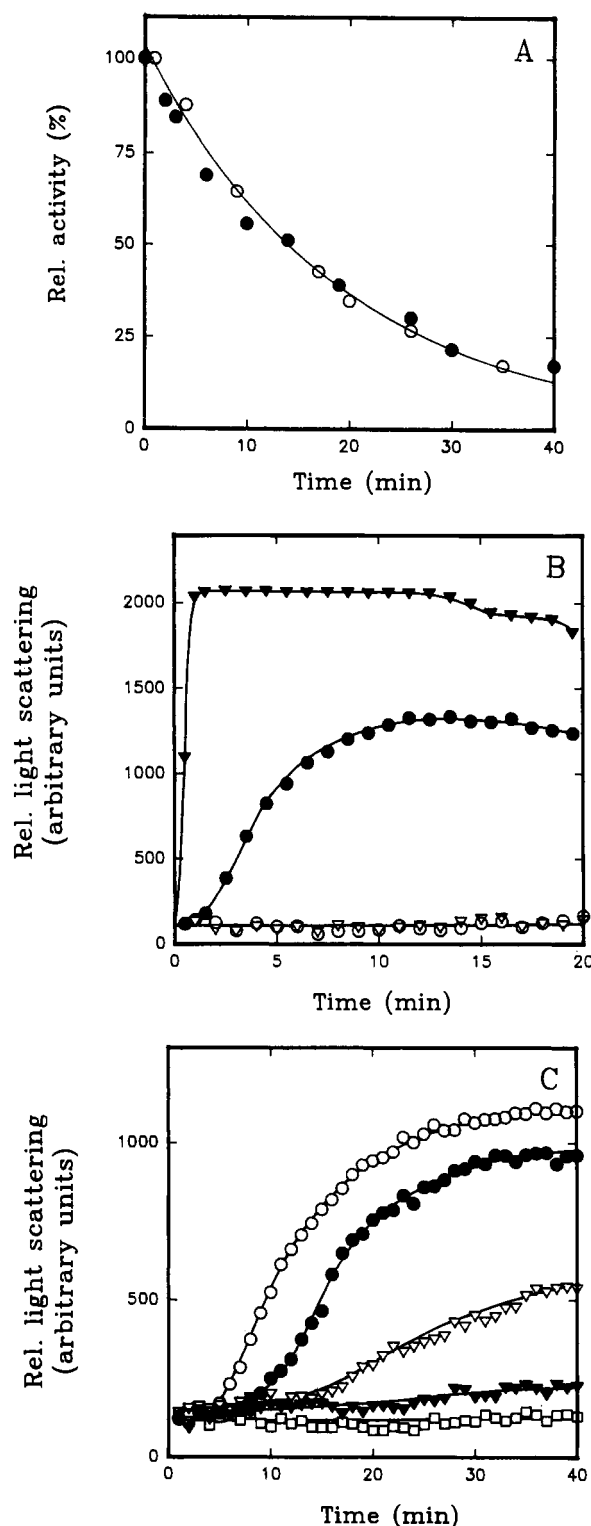 A
Rel. activity (%)
100
75
50
25
0
0 10 20 30 40
Time (min)
B
Rel. light scattering
(arbitrary units)
2000
1500
1000
500
0
0 5 10 15 20
Time (min)
C
Rel. light scattering
(arbitrary units)
1000
500
0
0 10 20 30 40
Time (min)